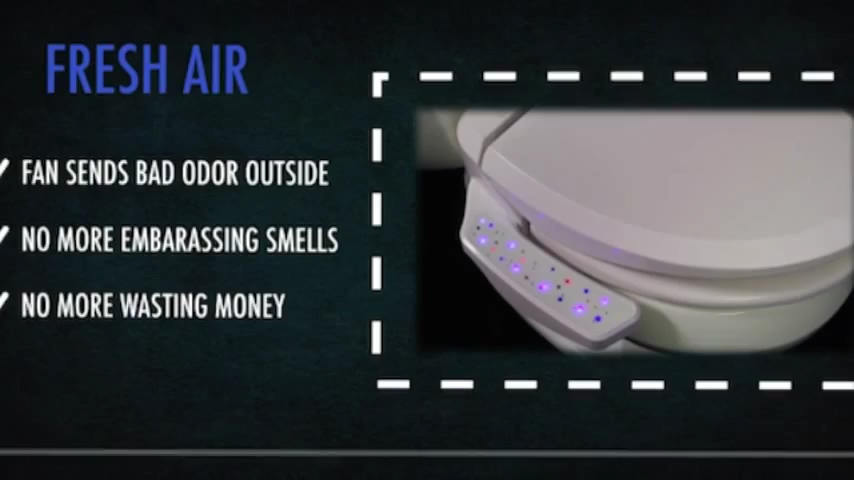 FRESH AIR
FAN SENDS BAD ODOR OUTSIDE
NO MORE EMBARASSING SMELLS
NO MORE WASTING MONEY